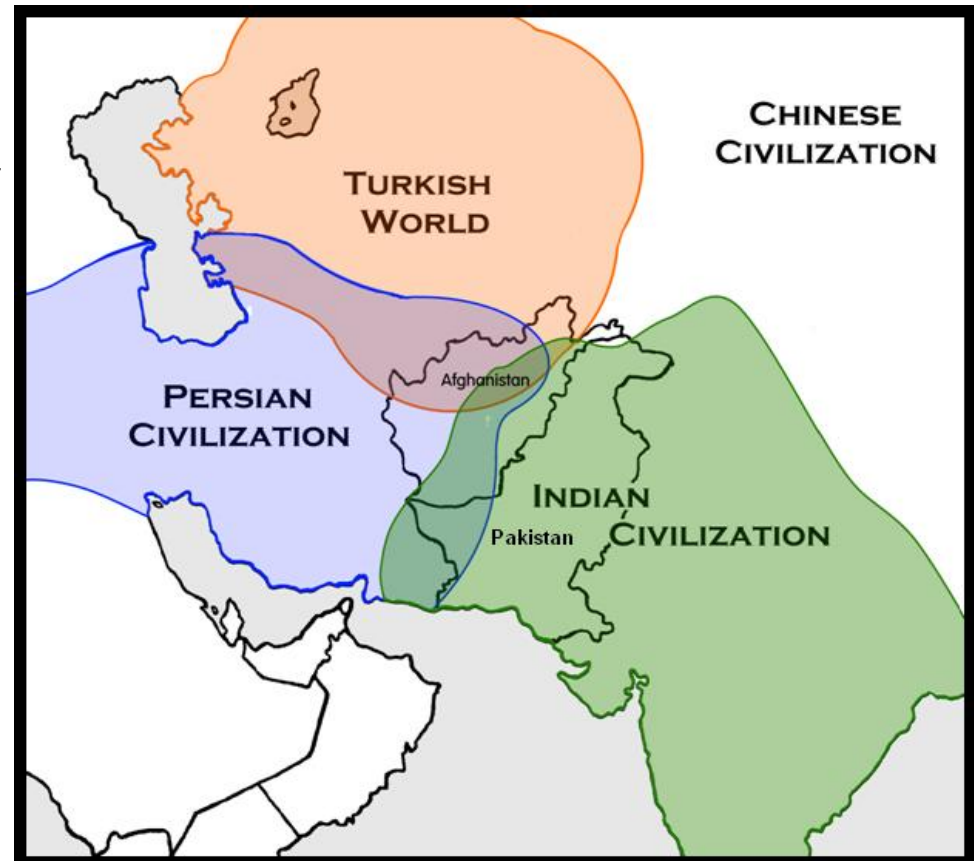 CHINESE
CIVILIZATION
TURKISH
WORLD
Afghanistan
PERSIAN
CIVILIZATION
INDIAN
CIVILIZATION
Pakistan